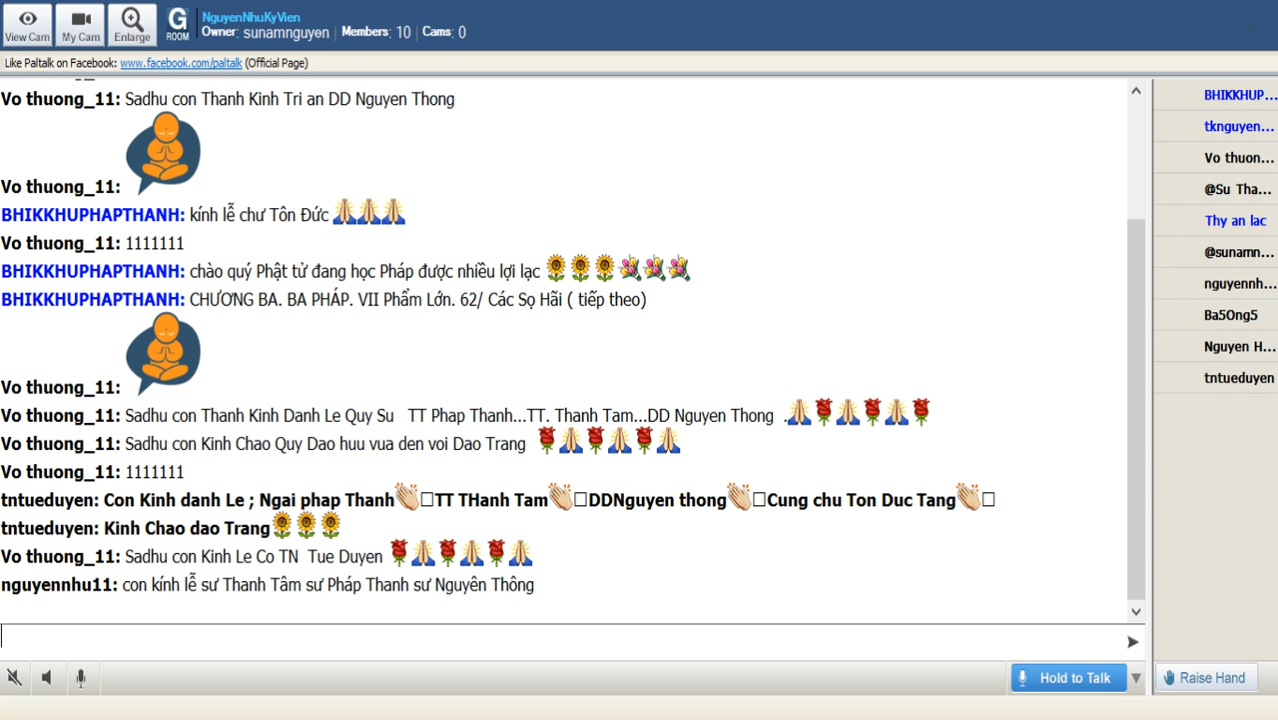 View Cam
My Cam
Enlarge
G ROOM
NguyenNhuKyVien
Owner: sunamnguyen Members: 10 Cams: 0
Like Paltalk on Facebook: www.facebook.com/paltalk (Official Page)
Vo thuong_11: Sadhu con Thanh Kinh Tri an DD Nguyen Thong
Vo thuong_11:
BHIKKHUPHAPTHANH: kính lễ chư Tôn Đức 🙏🙏🙏
Vo thuong_11: 1111111
BHIKKHUPHAPTHANH: chào quý Phật tử đang học Pháp được nhiều lợi lạc 🌻🌻🌻💐💐💐
BHIKKHUPHAPTHANH: CHƯƠNG BA. BA PHÁP. VII Phẩm Lớn. 62/ Các Sợ Hãi ( tiếp theo)
Vo thuong_11:
Vo thuong_11: Sadhu con Thanh Kinh Danh Le Quy Su TT Phap Thanh...TT. Thanh Tam...DD Nguyen Thong .🙏🌹🙏🌹🙏🌹
Vo thuong_11: Sadhu con Kinh Chao Quy Dao huu vua den voi Dao Trang 🌹🙏🌹🙏🌹🙏
Vo thuong_11: 1111111
tntueduyen: Con Kinh danh Le ; Ngai phap Thanh👏□TT THanh Tam👏□DDNguyen thong👏□Cung chu Ton Duc Tang👏□
tntueduyen: Kinh Chao dao Trang🌻🌻🌻
Vo thuong_11: Sadhu con Kinh Le Co TN Tue Duyen 🌹🙏🌹🙏🌹🙏
nguyennhu11: con kính lễ sư Thanh Tâm sư Pháp Thanh sư Nguyên Thông
BHIKKHUP...
tknguyen...
Vo thuon...
@Su Tha...
Thy an lac
@sunamn...
nguyennh...
Ba5Ong5
Nguyen H...
tntueduyen
Hold to Talk
Raise Hand